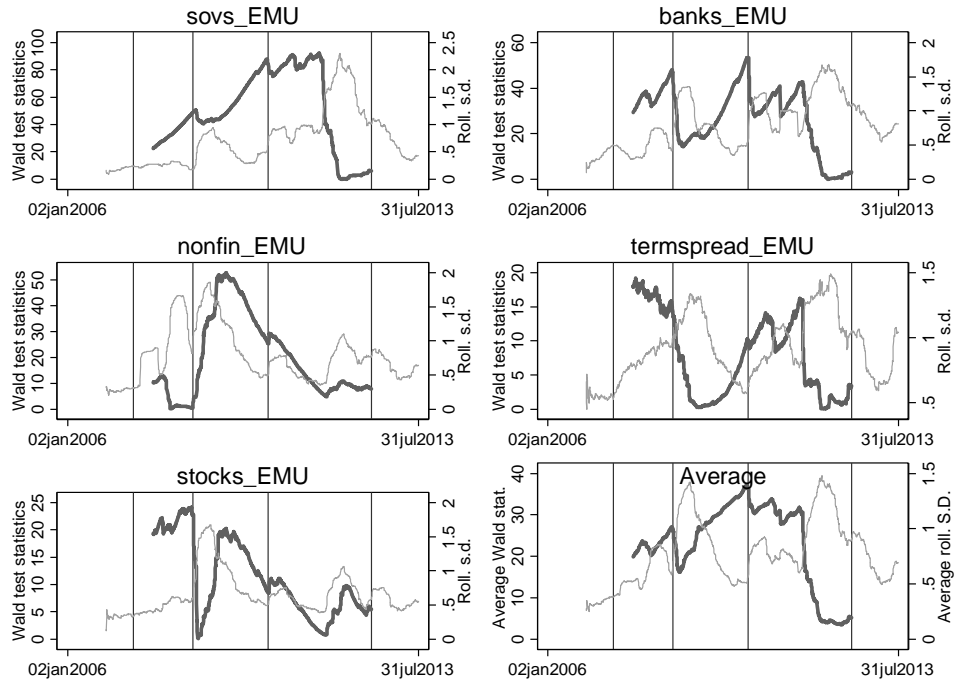 sovs_EMU
Wald test statistics
0 20 40 60 80 100
0 .5 1 1.5 2 2.5
Roll. s.d.
02jan2006 31jul2013
banks_EMU
Wald test statistics
0 20 40 60
0 .5 1 1.5 2
Roll. s.d.
02jan2006 31jul2013
nonfin_EMU
Wald test statistics
0 10 20 30 40 50
0 .5 1 1.5 2
Roll. s.d.
02jan2006 31jul2013
termspread_EMU
Wald test statistics
0 5 10 15 20
.5 1 1.5
Roll. s.d.
02jan2006 31jul2013
stocks_EMU
Wald test statistics
0 5 10 15 20 25
0 .5 1 1.5 2
Roll. s.d.
02jan2006 31jul2013
Average
Average Wald stat.
0 10 20 30 40
0 .5 1 1.5
Average roll. S.D.
02jan2006 31jul2013